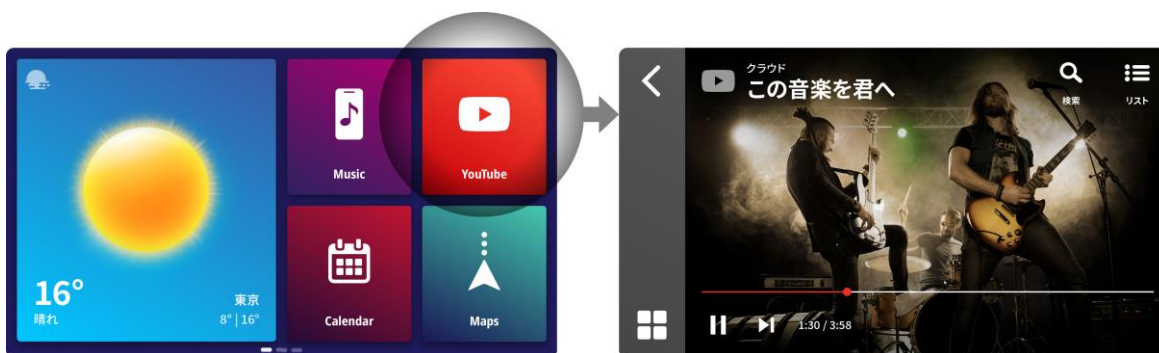 Music
YouTube
16°
晴れ
東京
8° | 16°
Calendar
Maps
クラウド
この音楽を君へ
検索
リスト
1:30 / 3:58